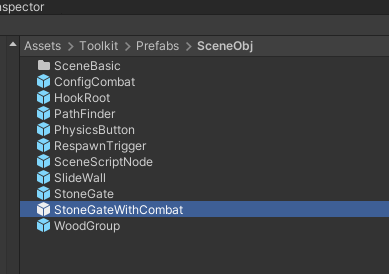 nspector
Assets > Toolkit > Prefabs > SceneObj
SceneBasic
ConfigCombat
HookRoot
PathFinder
PhysicsButton
RespawnTrigger
SceneScriptNode
SlideWall
StoneGate
StoneGateWithCombat
WoodGroup